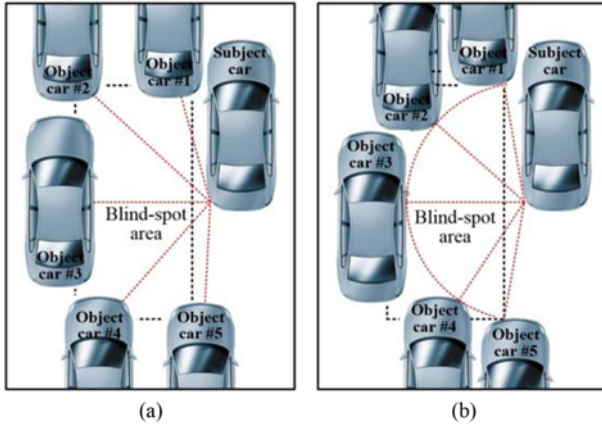 Object
car #2
Object
car #1
Subject
car
Blind-spot
area
Object
car #3
Object
car #4
Object
car #5
(a)
Object
car #1
Subject
car
Object
car #2
Object
car #3
Blind-spot
area
Object
car #4
Object
car #5
(b)